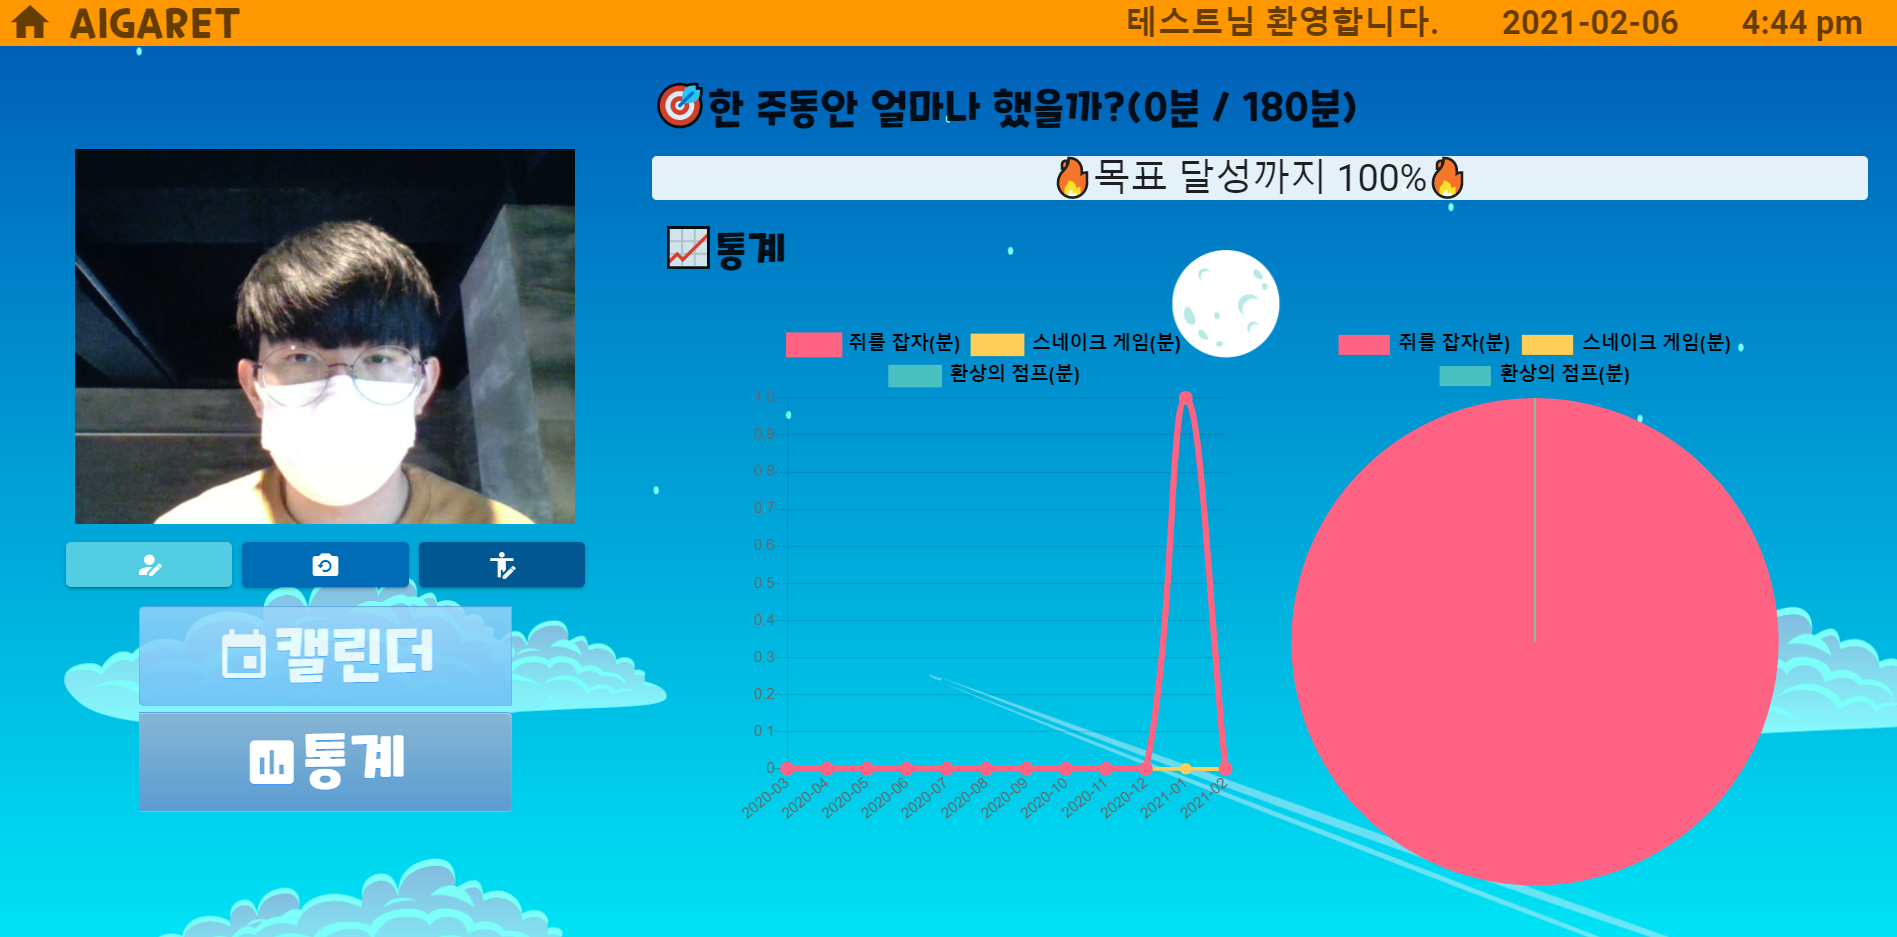 AIGARET
테스트님 환영합니다. 2021-02-06 4:44 pm
한 주동안 얼마나 했을까?(0분 / 180분)
목표 달성까지 100%
통계
쥐를 잡자(분) 스네이크 게임(분)
환상의 점프(분)
쥐를 잡자(분) 스네이크 게임(분)
환상의 점프(분)
1.0
0.9
0.8
0.7
0.6
0.5
0.4
0.3
0.2
0.1
0
2020-03 2020-04 2020-05 2020-06 2020-07 2020-08 2020-09 2020-10 2020-11 2020-12 2021-01 2021-02
캘린더
통계